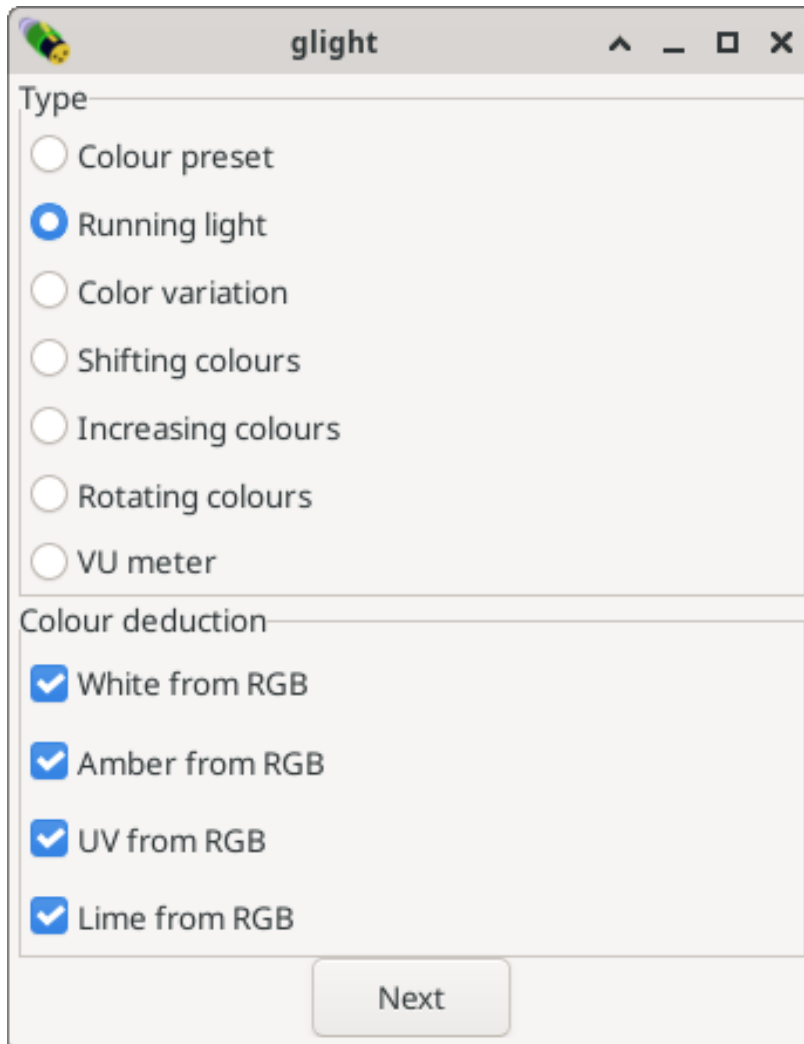 glight
Type
Colour preset
Running light
Color variation
Shifting colours
Increasing colours
Rotating colours
VU meter
Colour deduction
White from RGB
Amber from RGB
UV from RGB
Lime from RGB
Next